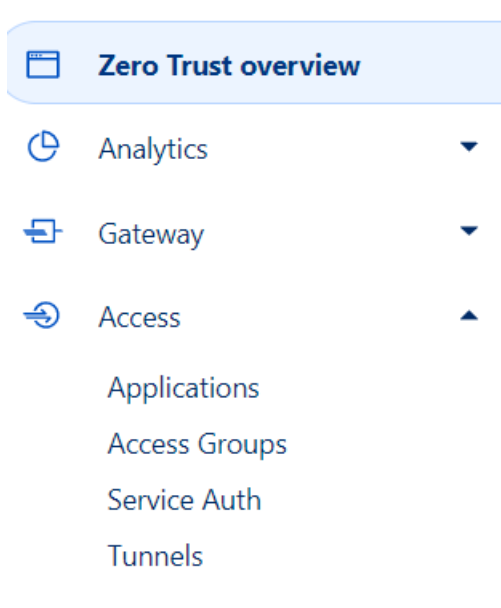 Zero Trust overview
Analytics
Gateway
Access
Applications
Access Groups
Service Auth
Tunnels